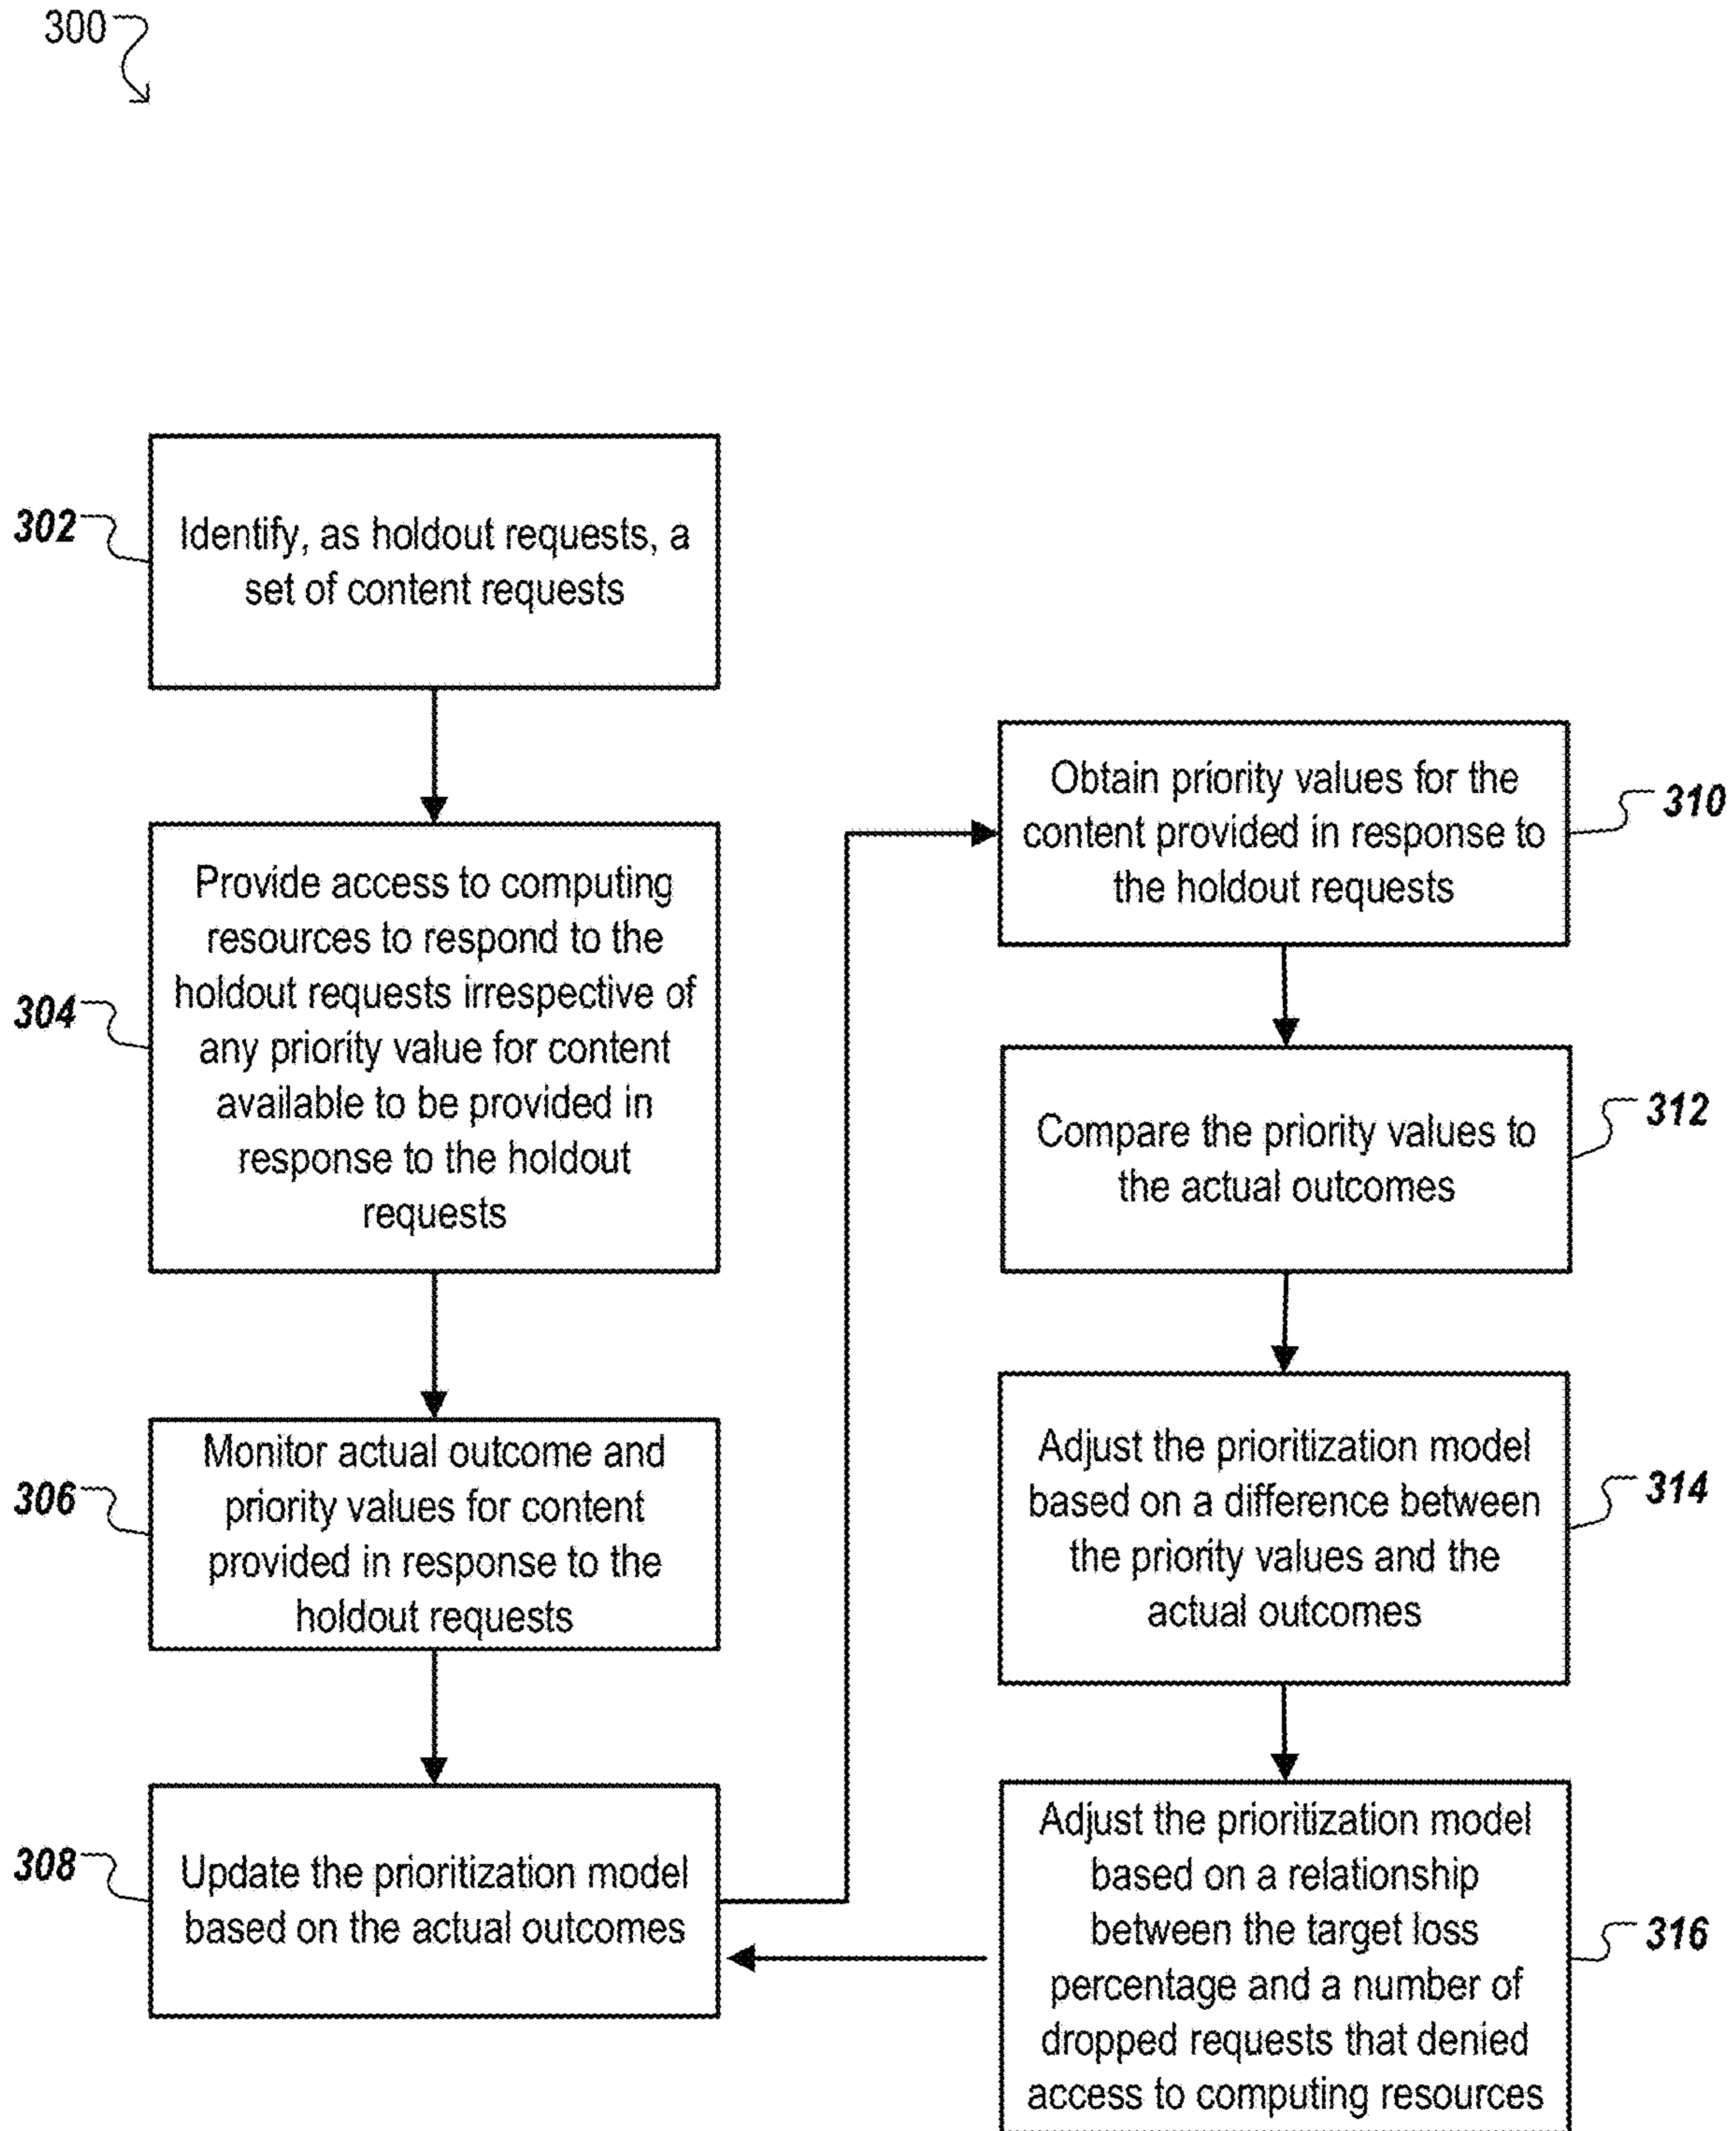 300
302
Identify, as holdout requests, a
set of content requests
304
Provide access to computing
resources to respond to the
holdout requests irrespective of
any priority value for content
available to be provided in
response to the holdout
requests
306
Monitor actual outcome and
priority values for content
provided in response to the
holdout requests
308
Update the prioritization model
based on the actual outcomes
Obtain priority values for the
content provided in response to
the holdout requests
310
Compare the priority values to
the actual outcomes
312
Adjust the prioritization model
based on a difference between
the priority values and the
actual outcomes
314
Adjust the prioritization model
based on a relationship
between the target loss
percentage and a number of
dropped requests that denied
access to computing resources
316